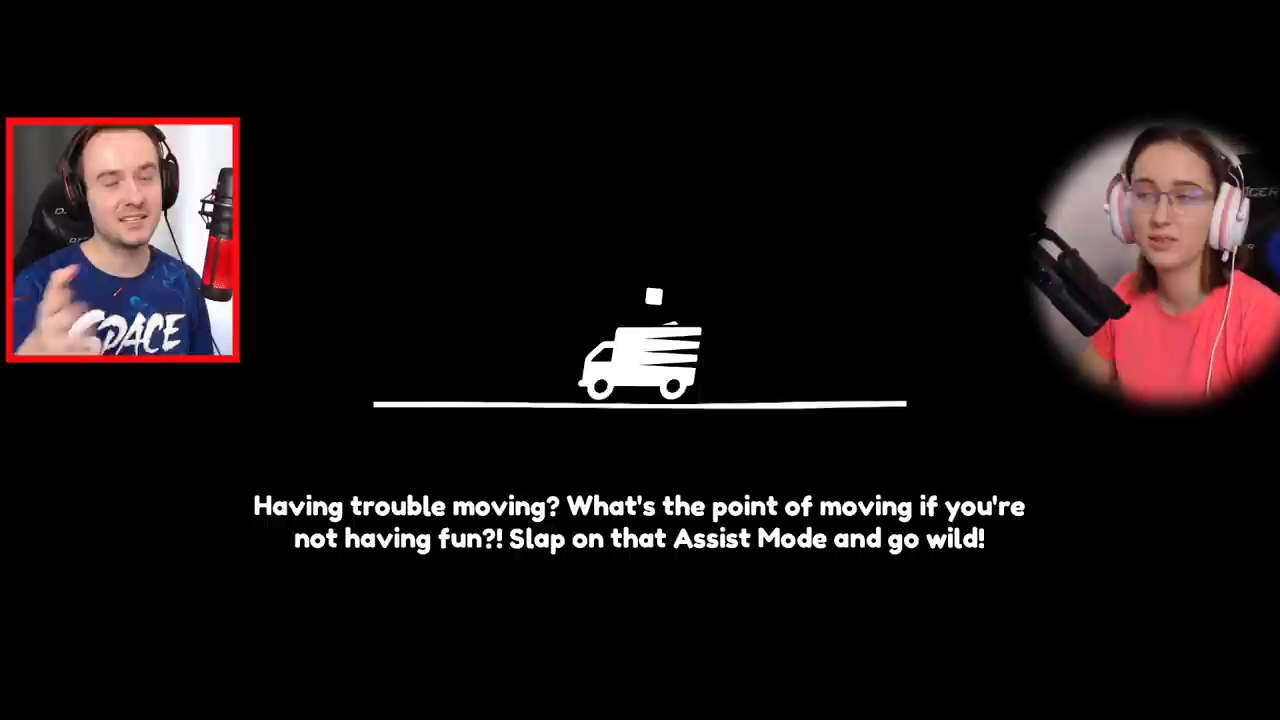 SPACE
Having trouble moving? What's the point of moving if you're
not having fun?! Slap on that Assist Mode and go wild!